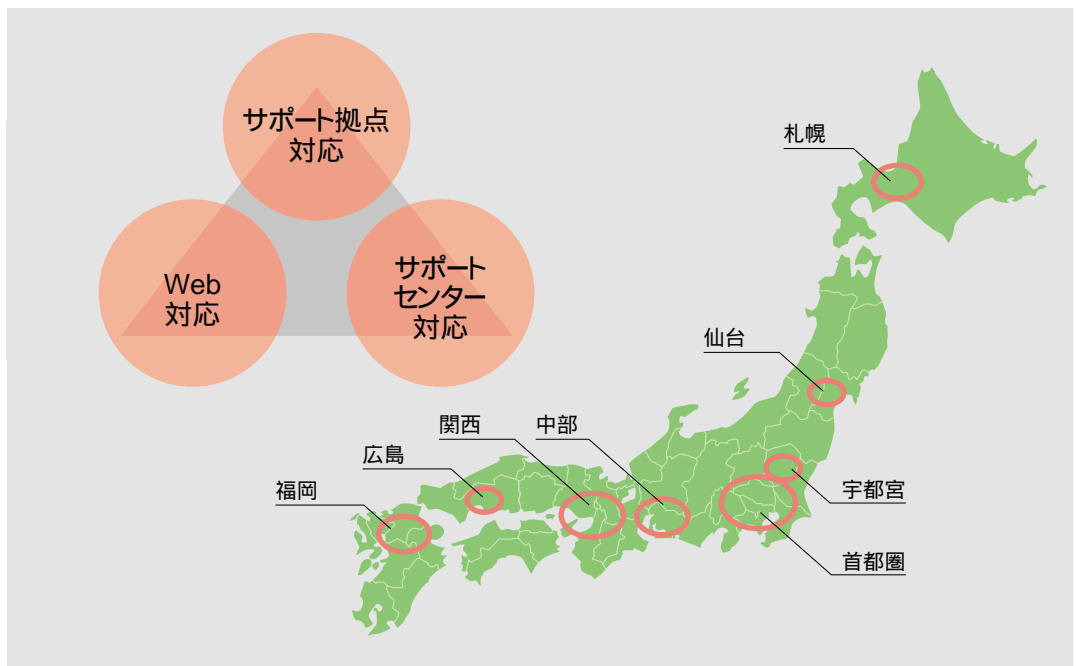 サポート拠点
対応
Web
対応
サポート
センター
対応
札幌
仙台
関西
中部
広島
福岡
宇都宮
首都圏